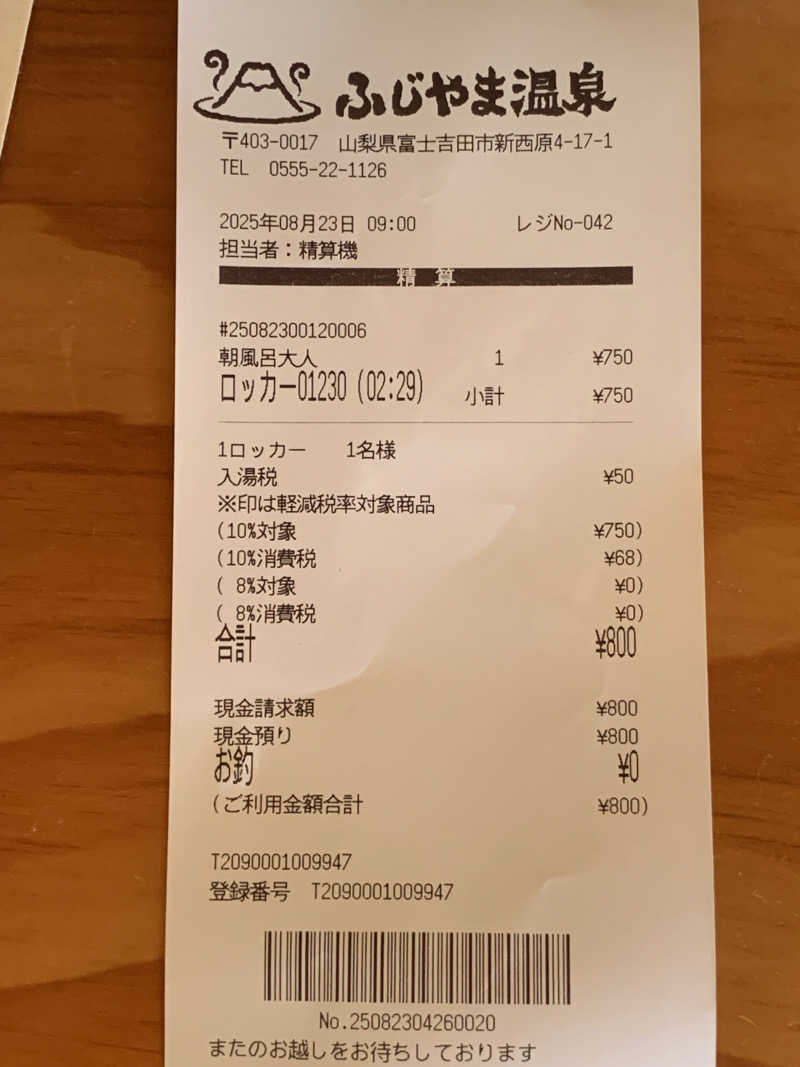 ふじやま温泉
〒403-0017 山梨県富士吉田市新西原4-17-1
TEL 0555-22-1126
2025年08月23日 09:00 レジNo-042
担当者：精算機
精 算
#25082300120006
朝風呂大人 1 ¥750
ロッカー01230 (02:29) 小計 ¥750
1ロッカー 1名様
入湯税 ¥50
※印は軽減税率対象商品
(10%対象 ¥750)
(10%消費税 ¥68)
( 8%対象 ¥0)
( 8%消費税 ¥0)
合計 ¥800
現金請求額 ¥800
現金預り ¥800
お釣 ¥0
(ご利用金額合計 ¥800)
T2090001009947
登録番号 T2090001009947
No.25082304260020
またのお越しをお待ちしております